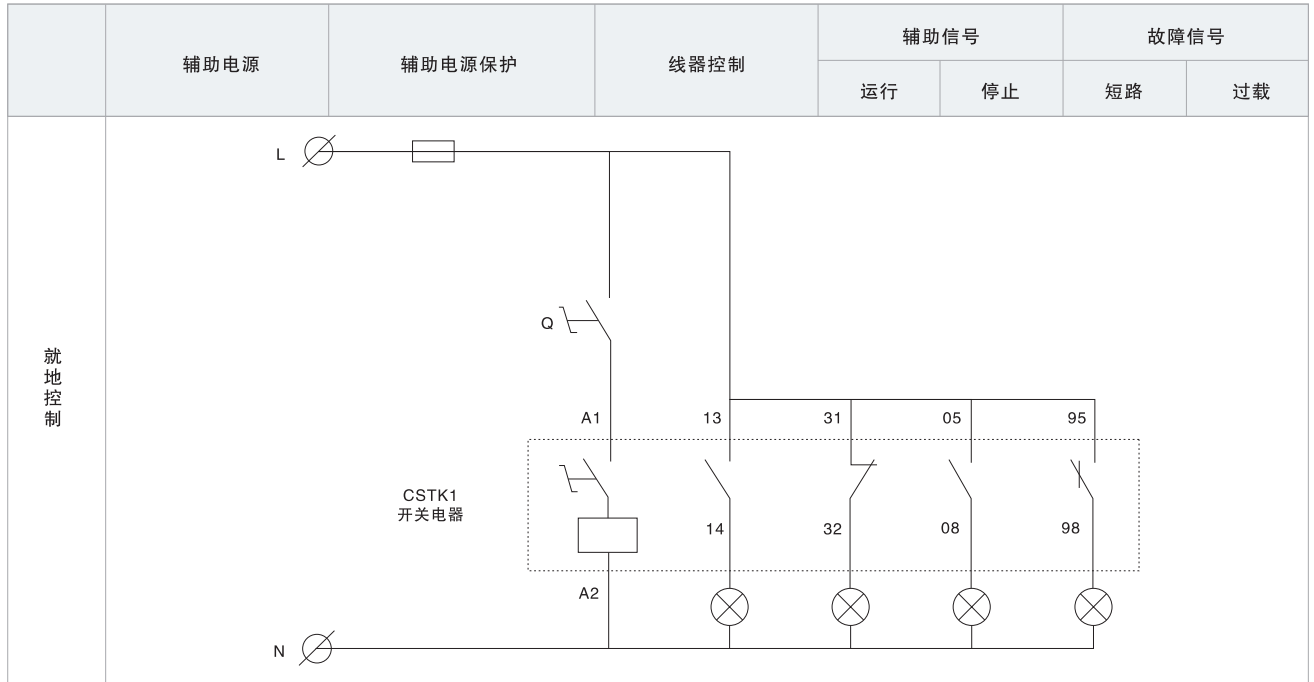 辅助电源
辅助电源保护
线器控制
辅助信号
故障信号
运行
停止
短路
过载
就地控制
L
Q
A1
13
31
05
95
CSTK1
开关电器
14
32
08
98
A2
N